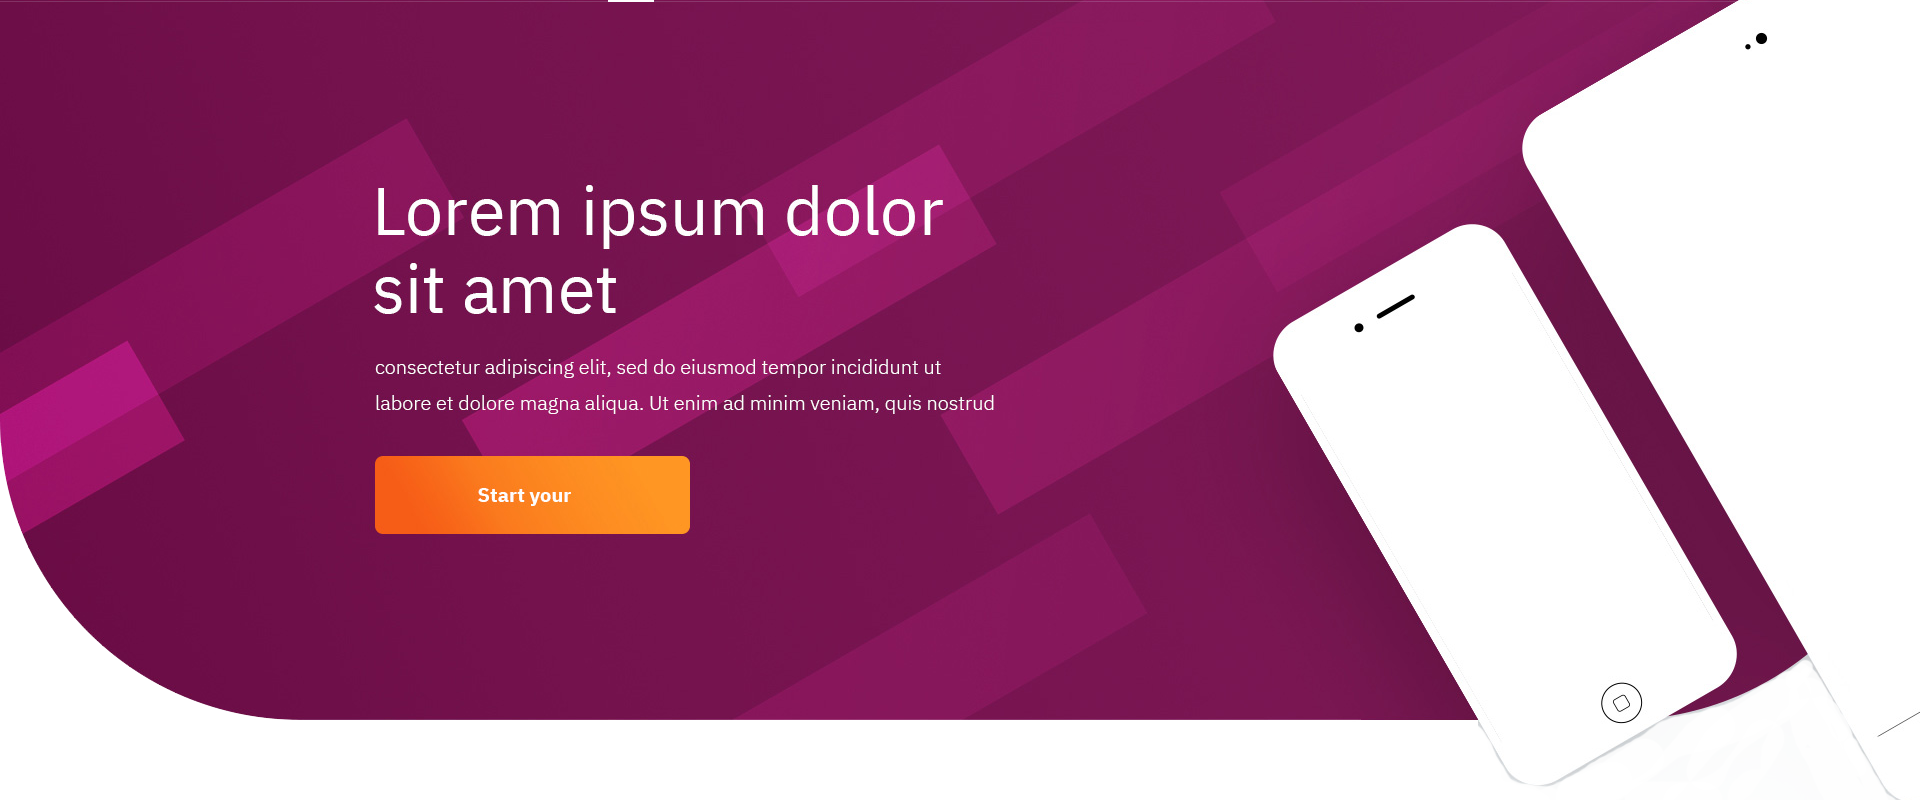 Lorem ipsum dolor
sit amet
consectetur adipiscing elit, sed do eiusmod tempor incididunt ut
labore et dolore magna aliqua. Ut enim ad minim veniam, quis nostrud
Start your